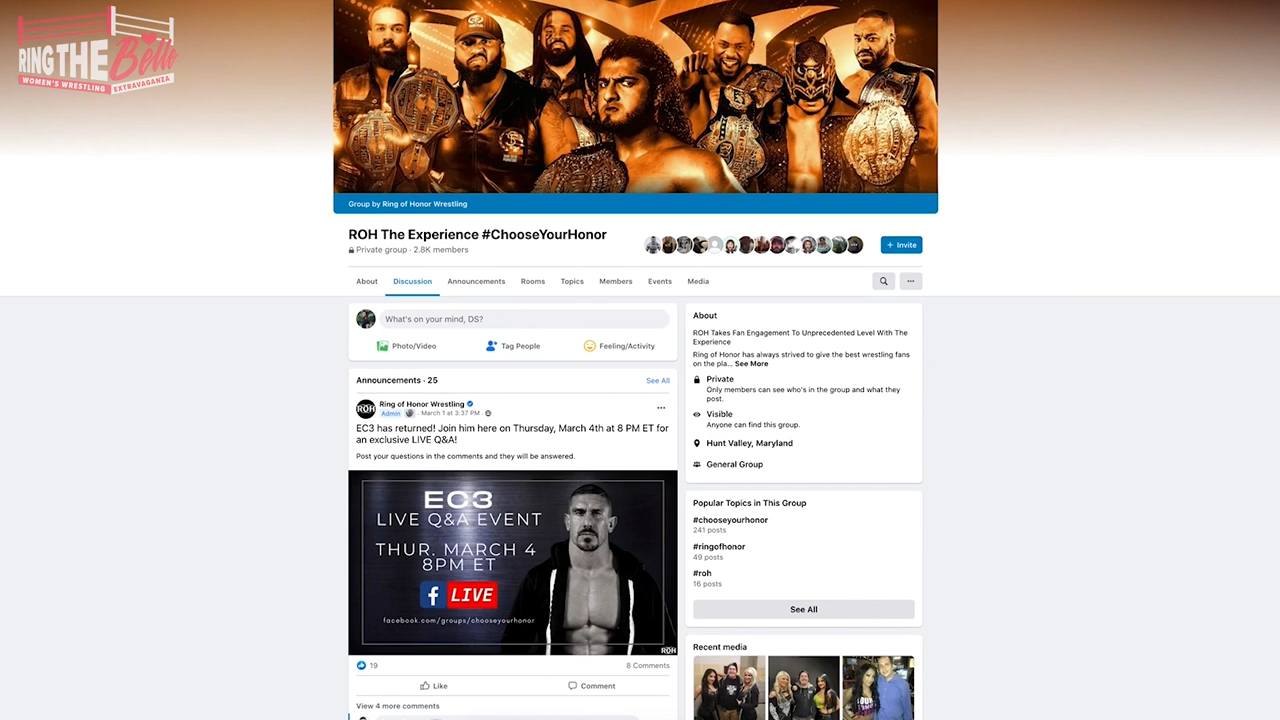 RING THE Belle
WOMEN'S WRESTLING EXTRAVAGANZA
Group by Ring of Honor Wrestling
ROH The Experience #ChooseYourHonor
Private group · 2.8K members
+ Invite
About Discussion Announcements Rooms Topics Members Events Media
What's on your mind, DS?
Photo/Video Tag People Feeling/Activity
Announcements · 25 See All
ROH
Ring of Honor Wrestling
Admin · March 1 at 3:37 PM ·
EC3 has returned! Join him here on Thursday, March 4th at 8 PM ET for
an exclusive LIVE Q&A!
Post your questions in the comments and they will be answered.
EC3
LIVE Q&A EVENT
THUR. MARCH 4
8PM ET
f LIVE
facebook.com/groups/chooseyourhonor
ROH
19 8 Comments
Like Comment
View 4 more comments
About
ROH Takes Fan Engagement To Unprecedented Level With The
Experience
Ring of Honor has always strived to give the best wrestling fans
on the pla... See More
Private
Only members can see who's in the group and what they
post.
Visible
Anyone can find this group.
Hunt Valley, Maryland
General Group
Popular Topics in This Group
#chooseyourhonor
241 posts
#ringofhonor
49 posts
#roh
16 posts
See All
Recent media